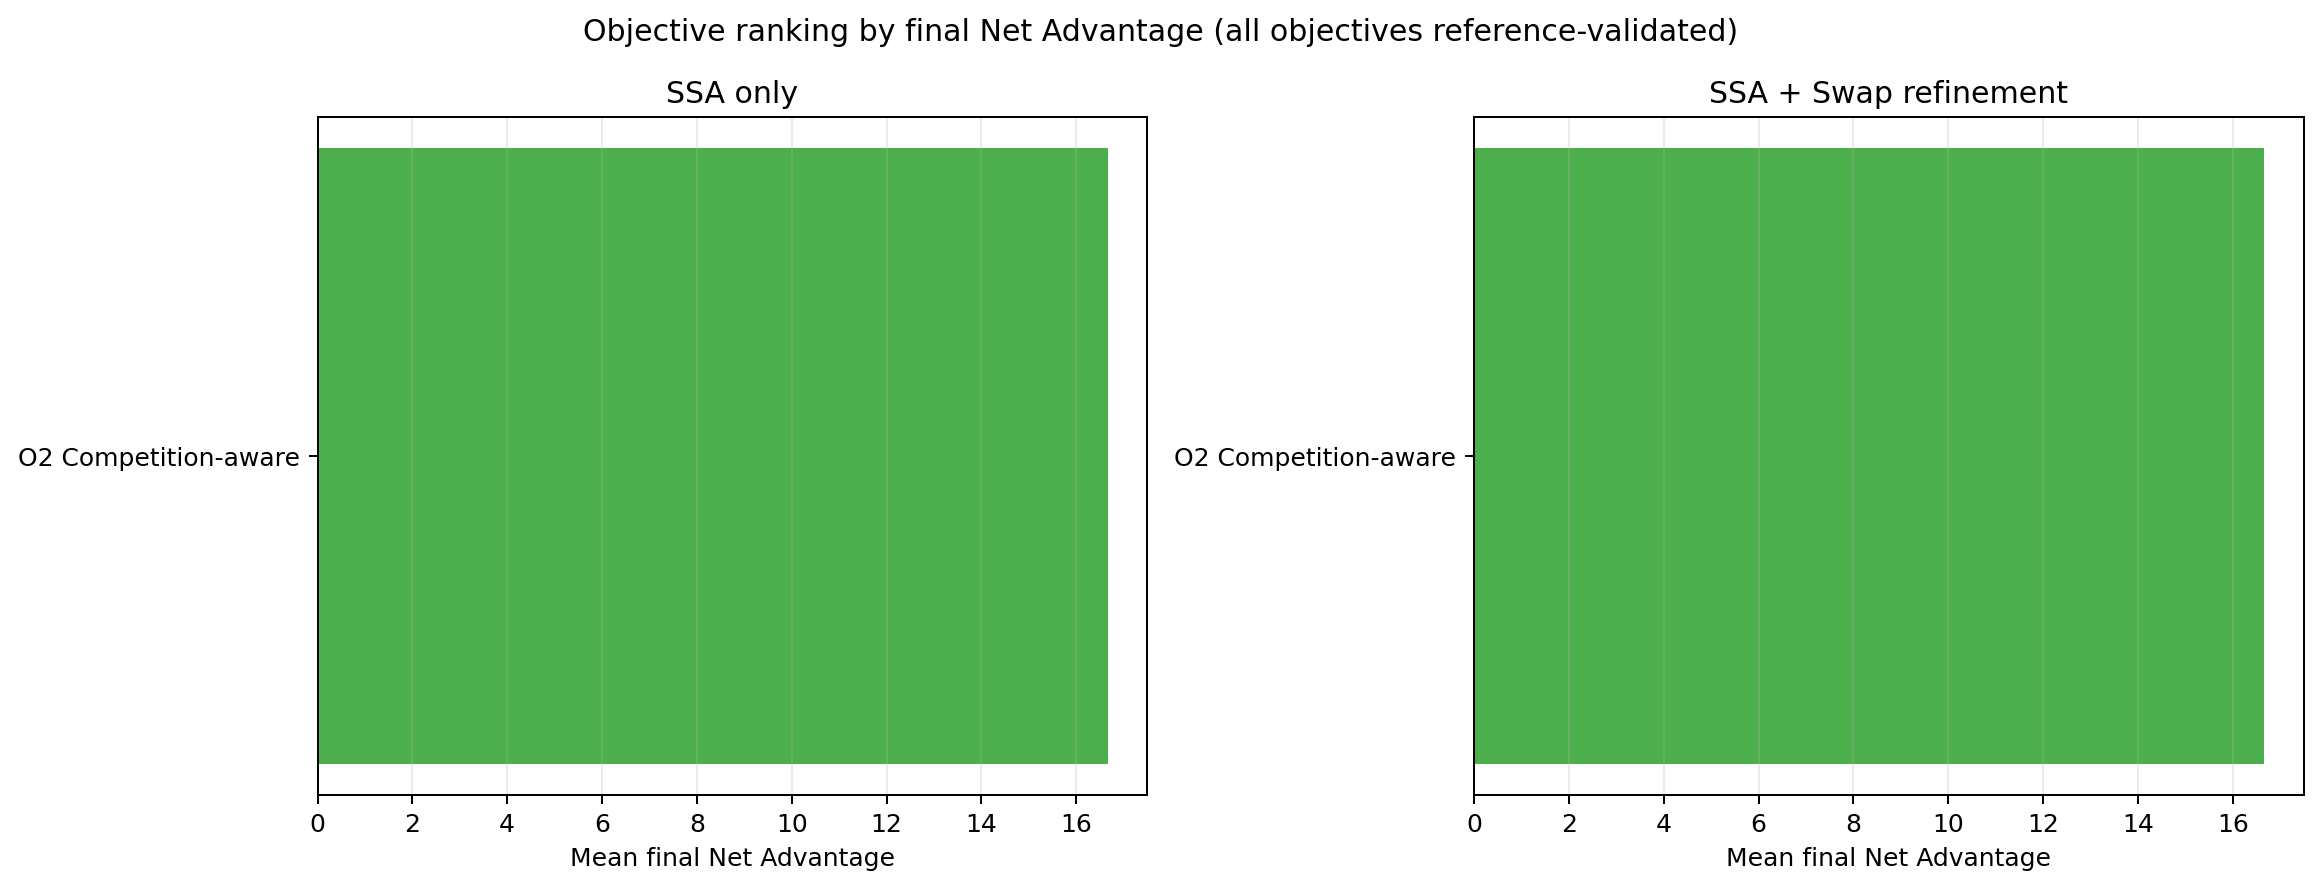 Objective ranking by final Net Advantage (all objectives reference-validated)
SSA only
O2 Competition-aware
0 2 4 6 8 10 12 14 16
Mean final Net Advantage
SSA + Swap refinement
O2 Competition-aware
0 2 4 6 8 10 12 14 16
Mean final Net Advantage